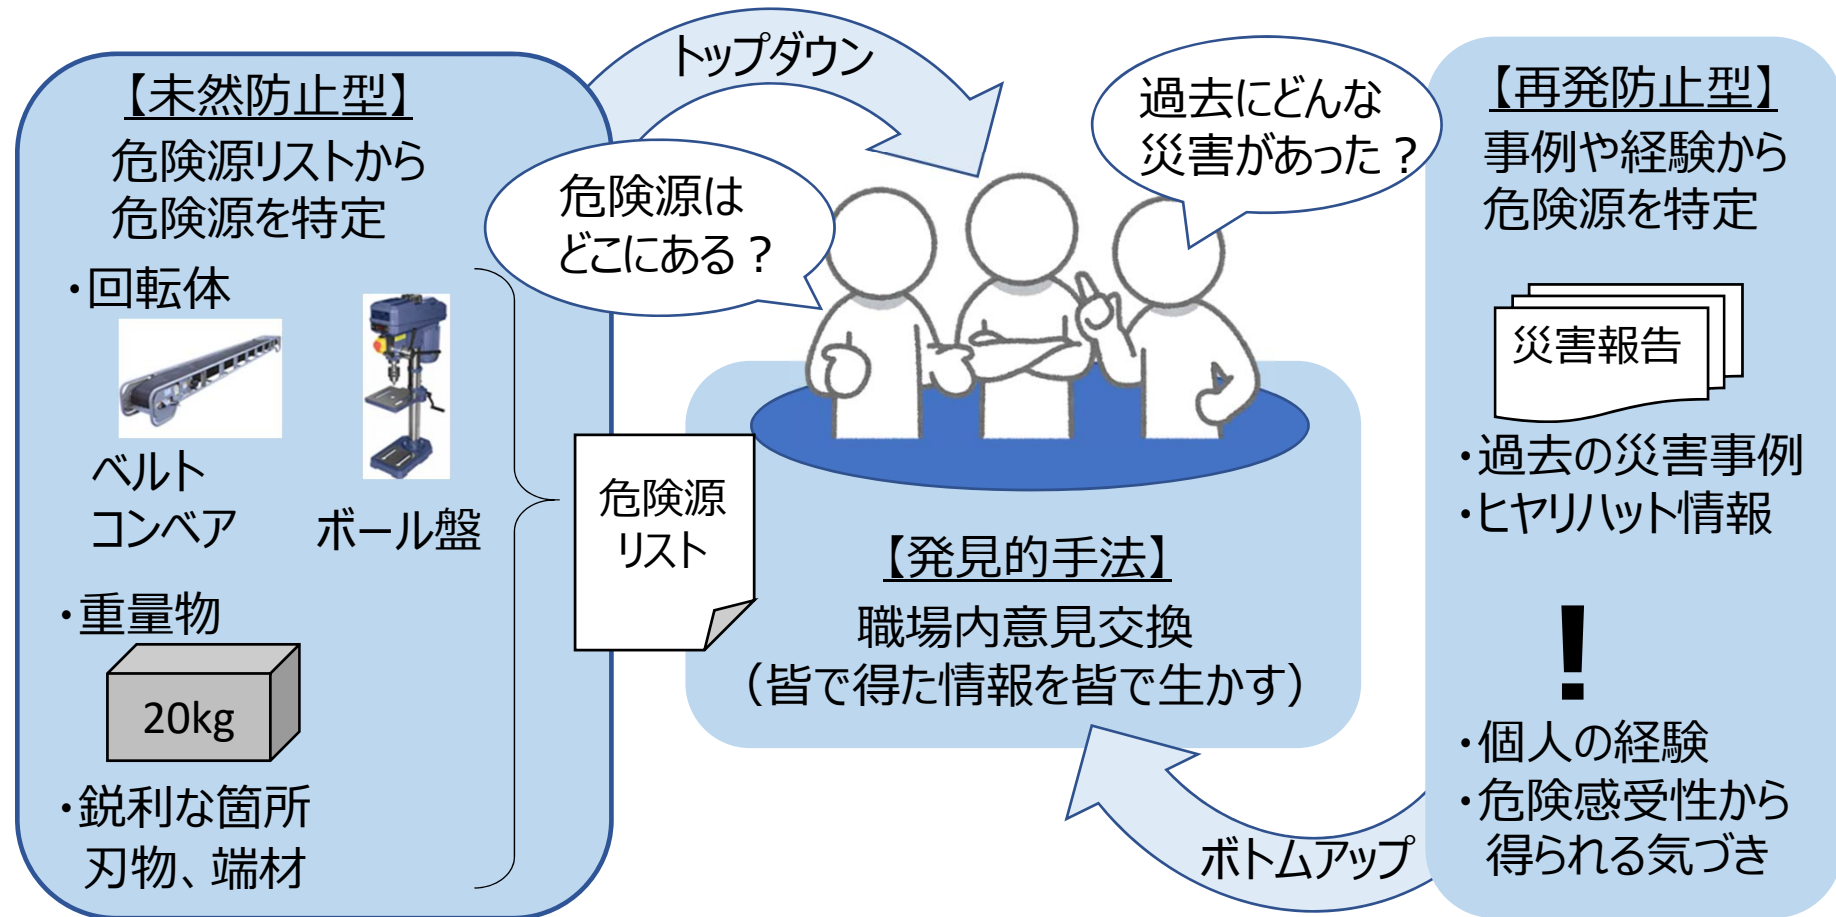 【未然防止型】
危険源リストから
危険源を特定
・回転体
ベルト
コンベア
ボール盤
・重量物
20kg
・鋭利な箇所
刃物、端材
危険源
リスト
トップダウン
危険源は
どこにある？
過去にどんな
災害があった？
【発見的手法】
職場内意見交換
（皆で得た情報を皆で生かす）
ボトムアップ
【再発防止型】
事例や経験から
危険源を特定
災害報告
・過去の災害事例
・ヒヤリハット情報
！
・個人の経験
・危険感受性から
得られる気づき